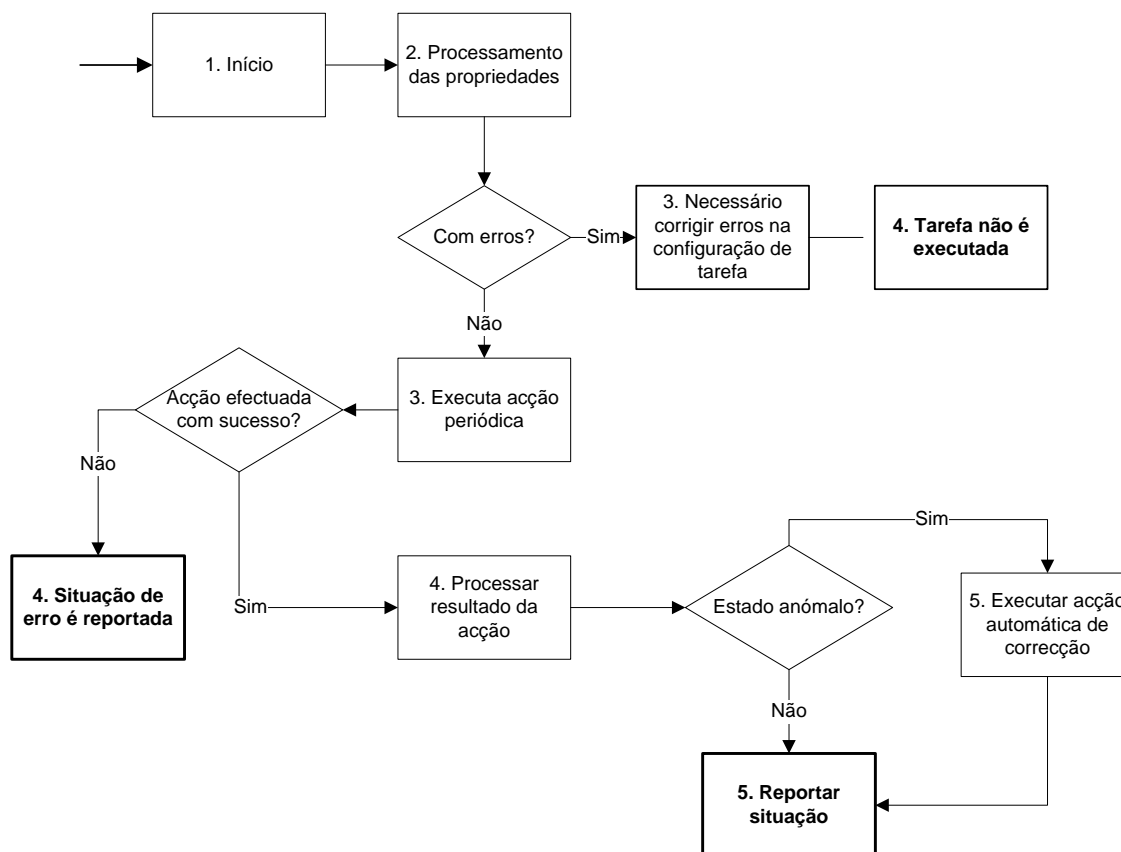 1. Início
2. Processamento
das propriedades
Com erros?
Sim
3. Necessário
corrigir erros na
configuração de
tarefa
4. Tarefa não é
executada
Não
3. Executa acção
periódica
Acção efectuada
com sucesso?
Não
4. Situação de
erro é reportada
Sim
4. Processar
resultado da
acção
Estado anómalo?
Sim
5. Executar acção
automática de
correcção
Não
5. Reportar
situação